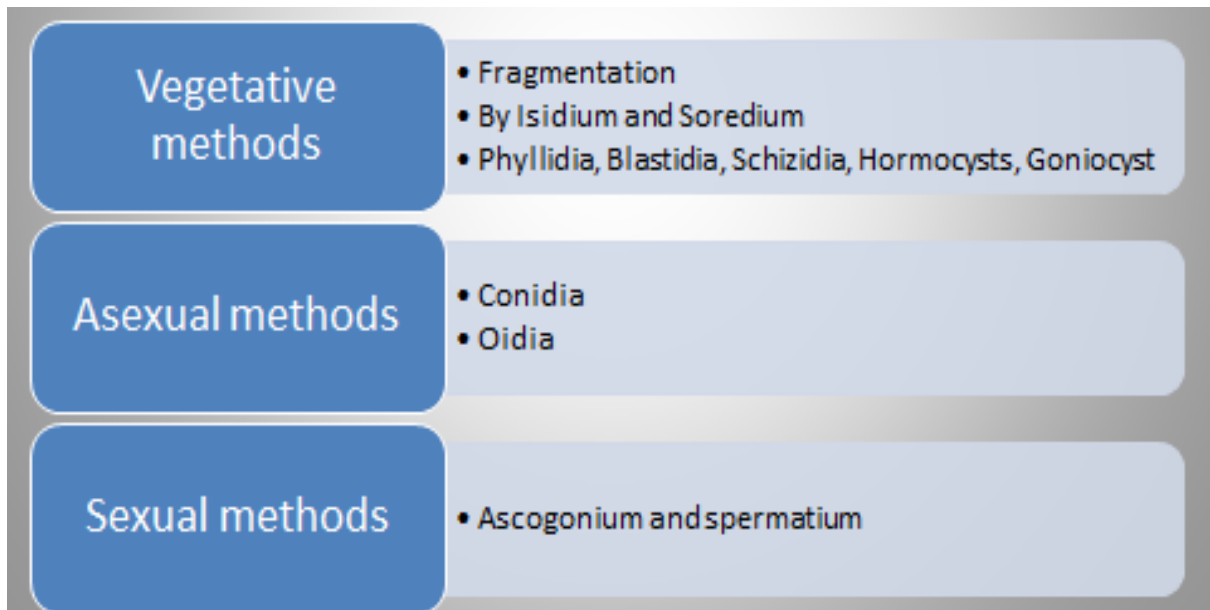 Vegetative
methods
• Fragmentation
• By Isidium and Soredium
• Phyllidia, Blastidia, Schizidia, Hormocysts, Goniocyst
Asexual methods
• Conidia
• Oidia
Sexual methods
• Ascogonium and spermatium